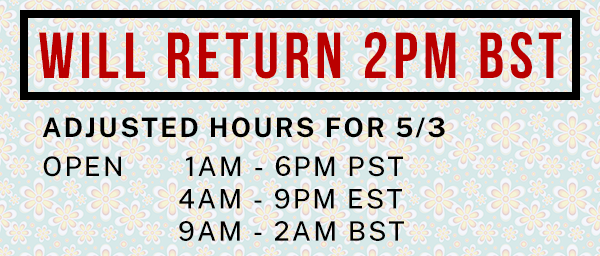 WILL RETURN 2PM BST
ADJUSTED HOURS FOR 5/3
OPEN 1AM - 6PM PST
4AM - 9PM EST
9AM - 2AM BST